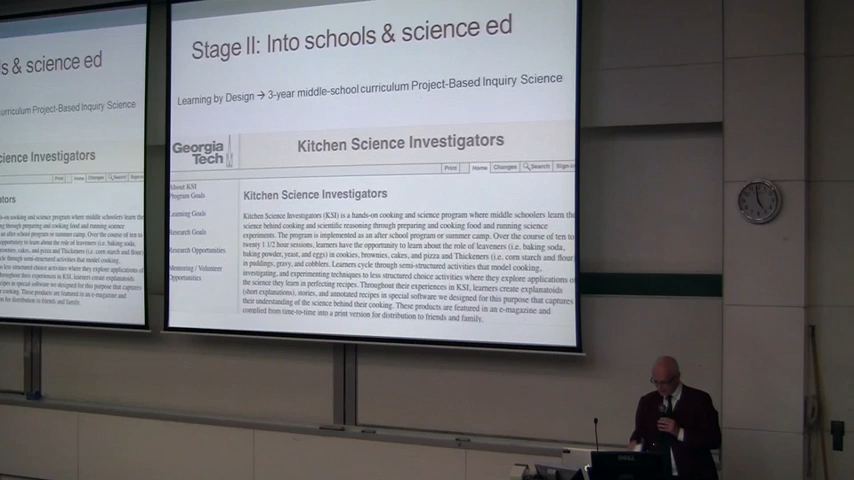 s & science ed
urriculum Project-Based Inquiry Science
cience Investigators
Stage II: Into schools & science ed
Learning by Design → 3-year middle-school curriculum Project-Based Inquiry Science
Georgia
Tech
Kitchen Science Investigators
Print Home Changes Search Sign-in
About KSI
Program Goals
Learning Goals
Research Goals
Research Opportunities
Mentoring / Volunteer
Opportunities
Kitchen Science Investigators
Kitchen Science Investigators (KSI) is a hands-on cooking and science program where middle schoolers learn the
science behind cooking and scientific reasoning through preparing and cooking food and running science
experiments. The program is implemented as an after school program or summer camp. Over the course of ten to
twenty 1 1/2 hour sessions, learners have the opportunity to learn about the role of leaveners (i.e. baking soda,
baking powder, yeast, and eggs) in cookies, brownies, cakes, and pizza and Thickeners (i.e. corn starch and flour)
in puddings, gravy, and cobblers. Learners cycle through semi-structured activities that model cooking,
investigating, and experimenting techniques to less structured choice activities where they explore applications of
the science they learn in perfecting recipes. Throughout their experiences in KSI, learners create explanatoids
(short explanations), stories, and annotated recipes in special software we designed for this purpose that captures
their understanding of the science behind their cooking. These products are featured in an e-magazine and
compiled from time-to-time into a print version for distribution to friends and family.
DELL